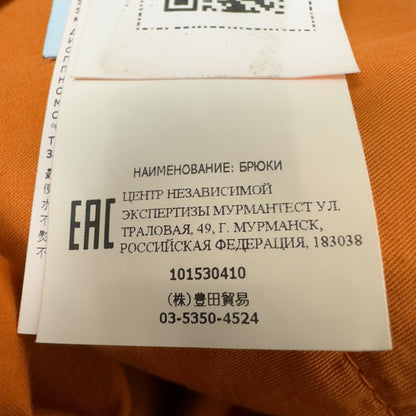 НАИМЕНОВАНИЕ: БРЮКИ
EAC
ЦЕНТР НЕЗАВИСИМОЙ
ЭКСПЕРТИЗЫ МУРМАНТЕСТ УЛ.
ТРАЛОВАЯ, 49, Г. МУРМАНСК,
РОССИЙСКАЯ ФЕДЕРАЦИЯ, 183038
101530410
(株)豊田貿易
03-5350-4524